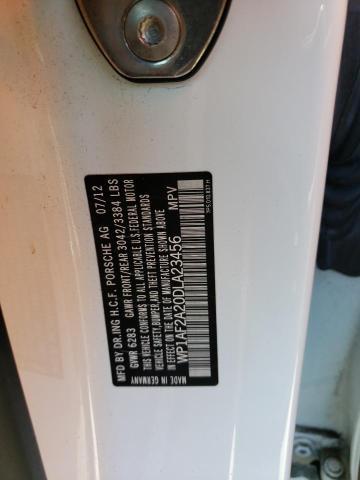 MFD BY DR.ING H.C.F. PORSCHE AG 07/12
GVWR 6283 GAWR FRONT/REAR 3042/3384 LBS
THIS VEHICLE CONFORMS TO ALL APPLICABLE U.S. FEDERAL MOTOR
VEHICLE SAFETY, BUMPER, AND THEFT PREVENTION STANDARDS IN
EFFECT ON THE DATE OF MANUFACTURE SHOWN ABOVE
WP1AF2A20DLA23456 MPV
MADE IN GERMANY